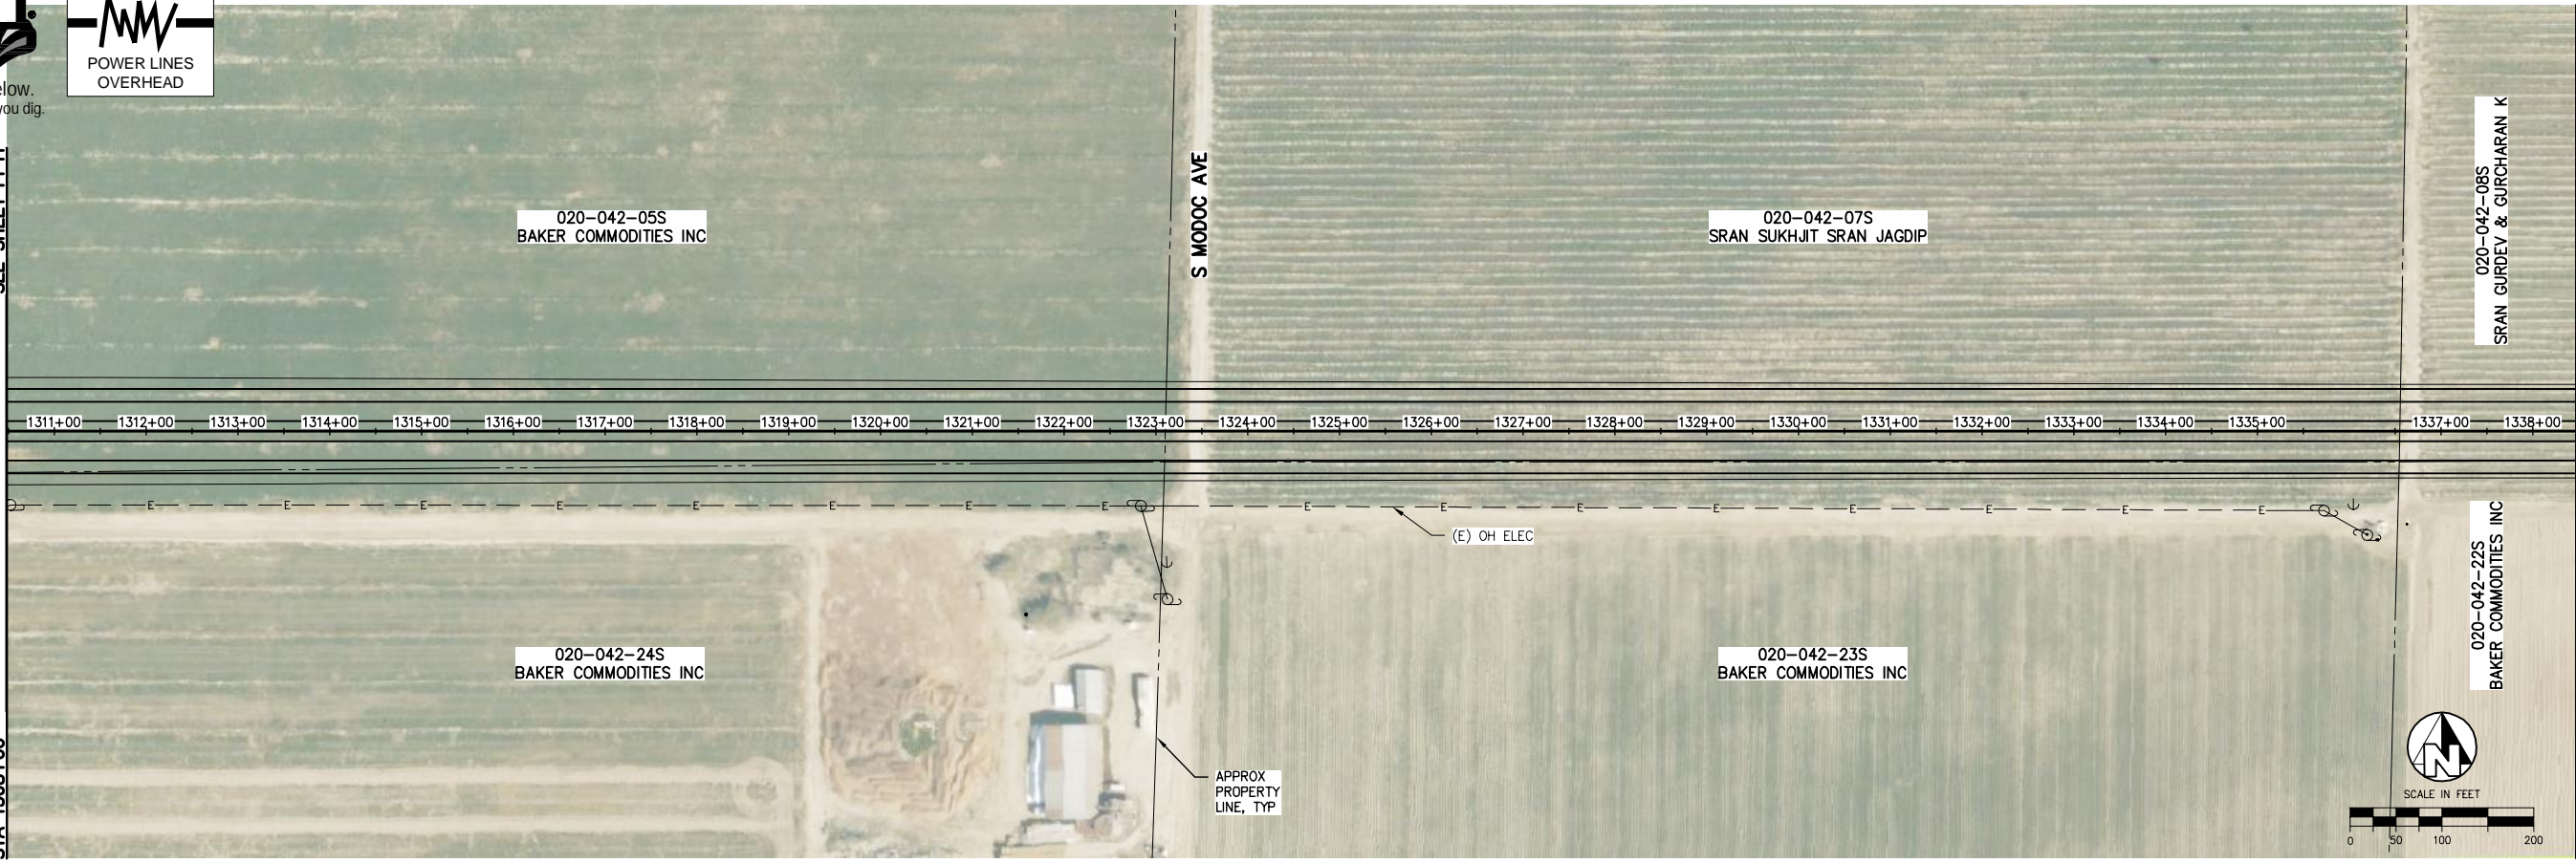 POWER LINES
OVERHEAD
elow.
you dig.
020-042-05S
BAKER COMMODITIES INC
S MODOC AVE
020-042-07S
SRAN SUKHJIT SRAN JAGDIP
020-042-08S
SRAN GURDEV & GURCHARAN K
1311+00 1312+00 1313+00 1314+00 1315+00 1316+00 1317+00 1318+00 1319+00 1320+00 1321+00 1322+00 1323+00 1324+00 1325+00 1326+00 1327+00 1328+00 1329+00 1330+00 1331+00 1332+00 1333+00 1334+00 1335+00 1337+00 1338+00
E E E E E E E E E E E E E E E E
(E) OH ELEC
020-042-24S
BAKER COMMODITIES INC
020-042-23S
BAKER COMMODITIES INC
020-042-22S
BAKER COMMODITIES INC
APPROX
PROPERTY
LINE, TYP
N
SCALE IN FEET
0 50 100 200